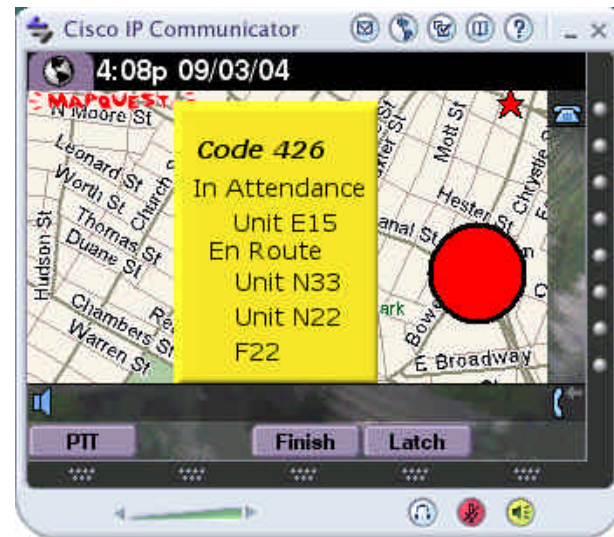 Cisco IP Communicator
4:08p 09/03/04
MAPQUEST
N Moore St
Leonard St
Worth St
Church St
Thomas St
Duane St
Hudson St
Chambers St
Warren St
Code 426
In Attendance
Unit E15
En Route
Unit N33
Unit N22
F22
Mott St
Chrystie
Hester St
anal St
ark
Bowe
E Broadway
PTT
Finish
Latch